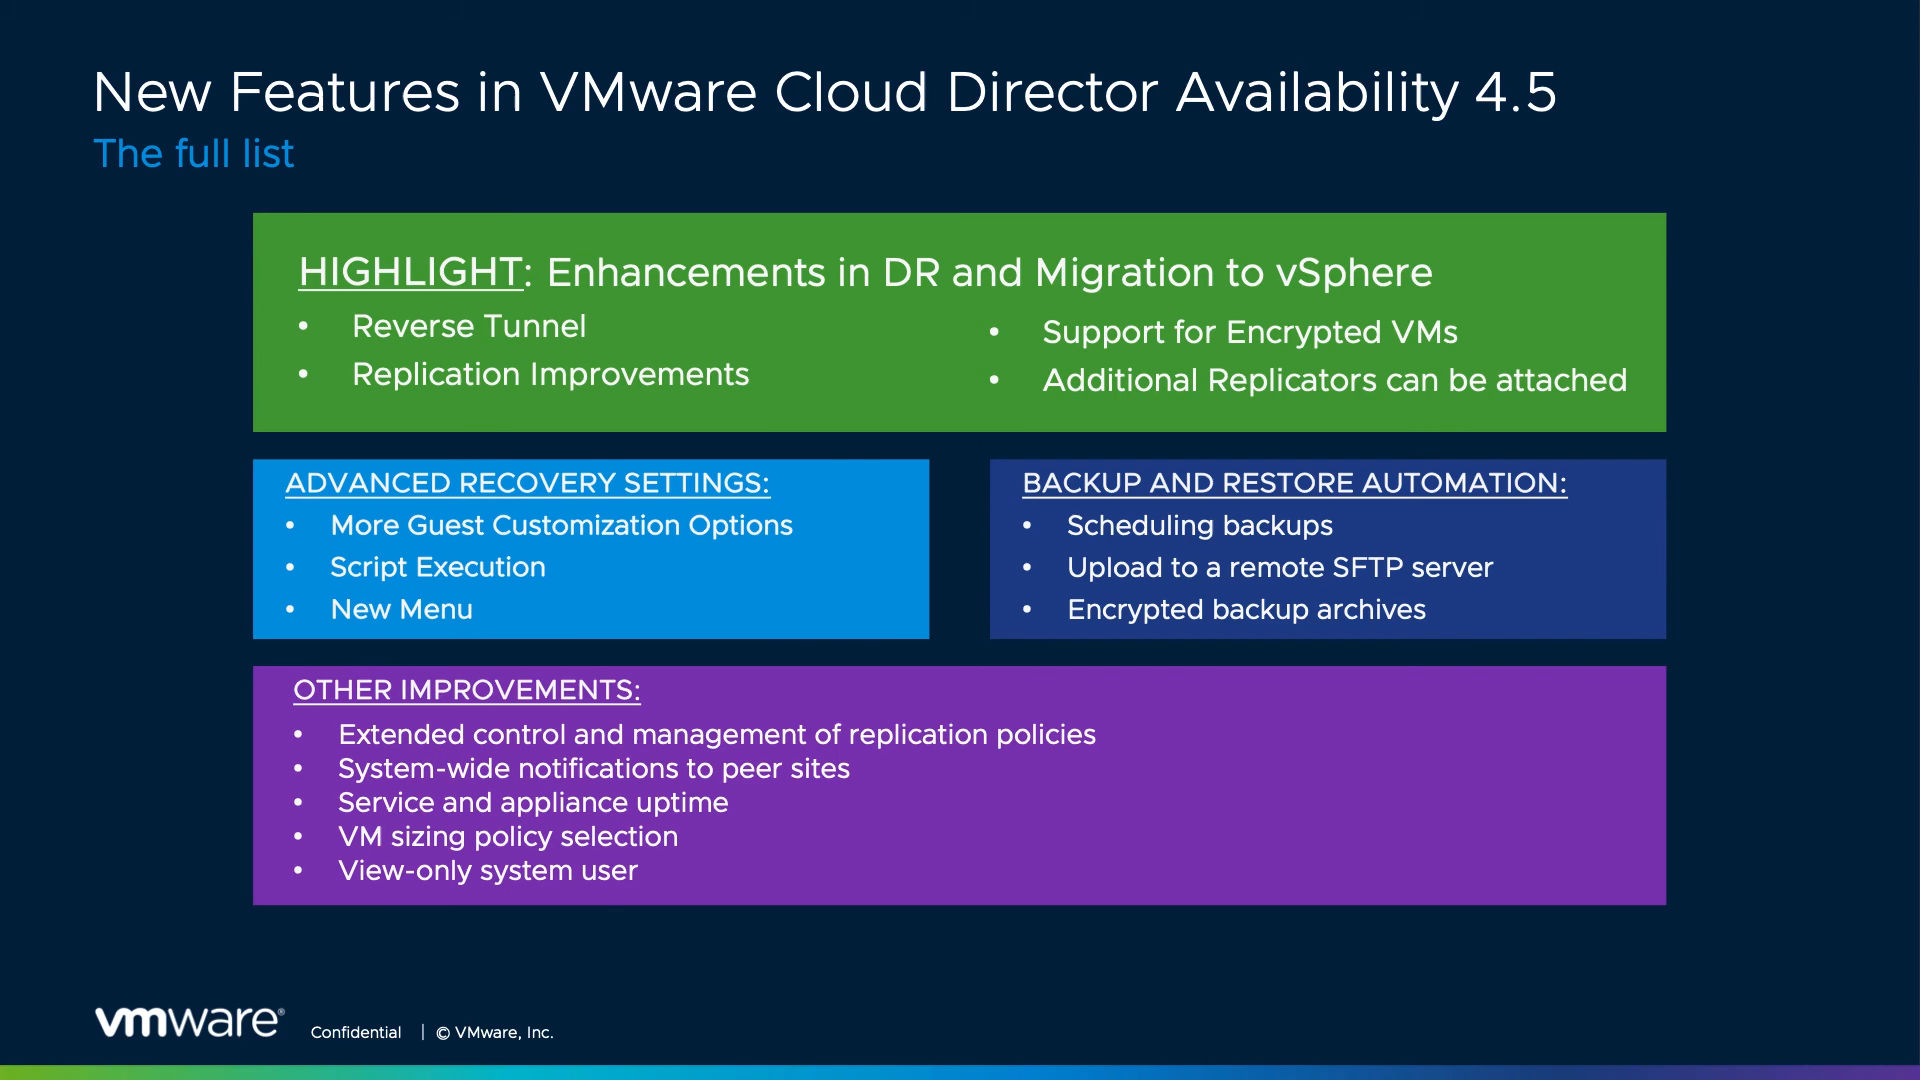 New Features in VMware Cloud Director Availability 4.5
The full list
HIGHLIGHT: Enhancements in DR and Migration to vSphere
• Reverse Tunnel
• Replication Improvements
• Support for Encrypted VMs
• Additional Replicators can be attached
ADVANCED RECOVERY SETTINGS:
• More Guest Customization Options
• Script Execution
• New Menu
BACKUP AND RESTORE AUTOMATION:
• Scheduling backups
• Upload to a remote SFTP server
• Encrypted backup archives
OTHER IMPROVEMENTS:
• Extended control and management of replication policies
• System-wide notifications to peer sites
• Service and appliance uptime
• VM sizing policy selection
• View-only system user
vmware® Confidential | © VMware, Inc.